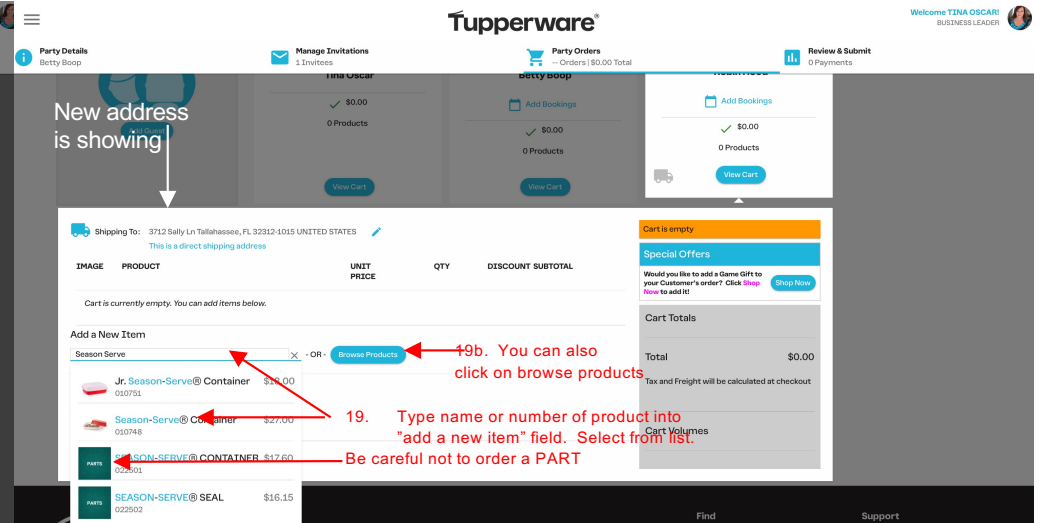 Tupperware®
Welcome TINA OSCAR!
BUSINESS LEADER
Party Details
Betty Boop
Manage Invitations
1 Invitees
Party Orders
-- Orders | $0.00 Total
Review & Submit
0 Payments
Tina Oscar
Betty Boop
Robin Hood
New address
is showing
Add Guest
$0.00
0 Products
View Cart
Add Bookings
$0.00
0 Products
View Cart
Add Bookings
$0.00
0 Products
View Cart
Shipping To: 3712 Sally Ln Tallahassee, FL 32312-1015 UNITED STATES
This is a direct shipping address
IMAGE PRODUCT UNIT PRICE QTY DISCOUNT SUBTOTAL
Cart is currently empty. You can add items below.
Add a New Item
Season Serve
- OR - Browse Products
Jr. Season-Serve® Container $18.00
010751
Season-Serve® Container $27.00
010748
PARTS
SEASON-SERVE® CONTAINER $17.60
022501
PARTS
SEASON-SERVE® SEAL $16.15
022502
19b. You can also
click on browse products
19. Type name or number of product into
"add a new item" field. Select from list.
Be careful not to order a PART
Cart is empty
Special Offers
Would you like to add a Game Gift to
your Customer's order? Click Shop
Now to add it!
Shop Now
Cart Totals
Total $0.00
Tax and Freight will be calculated at checkout
Cart Volumes
Find
Support